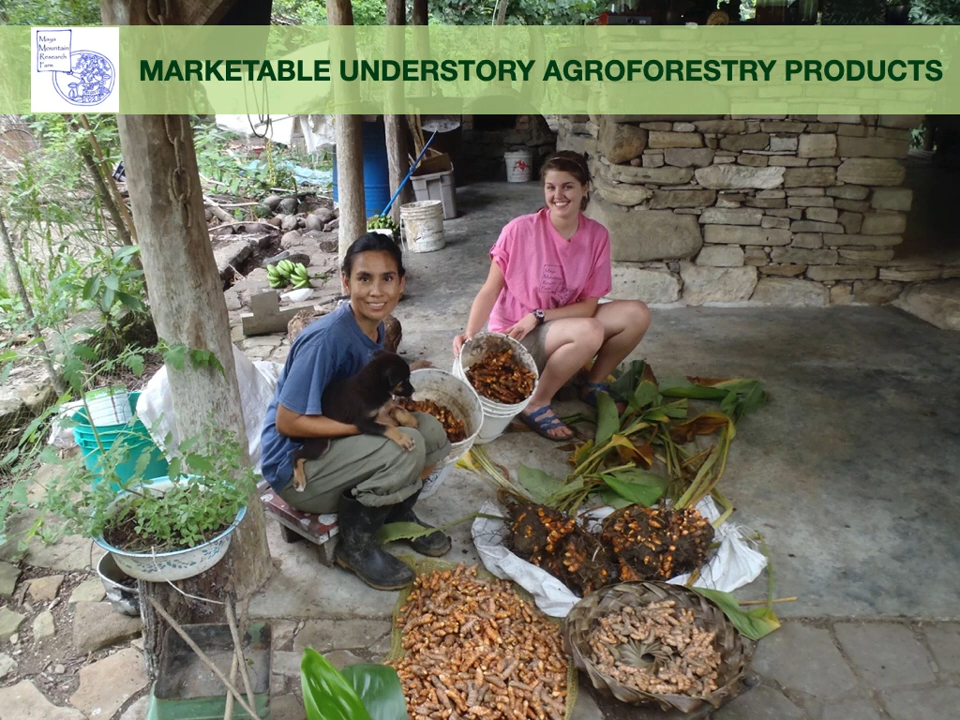 Maya
Mountain
Research
Farm
MARKETABLE UNDERSTORY AGROFORESTRY PRODUCTS